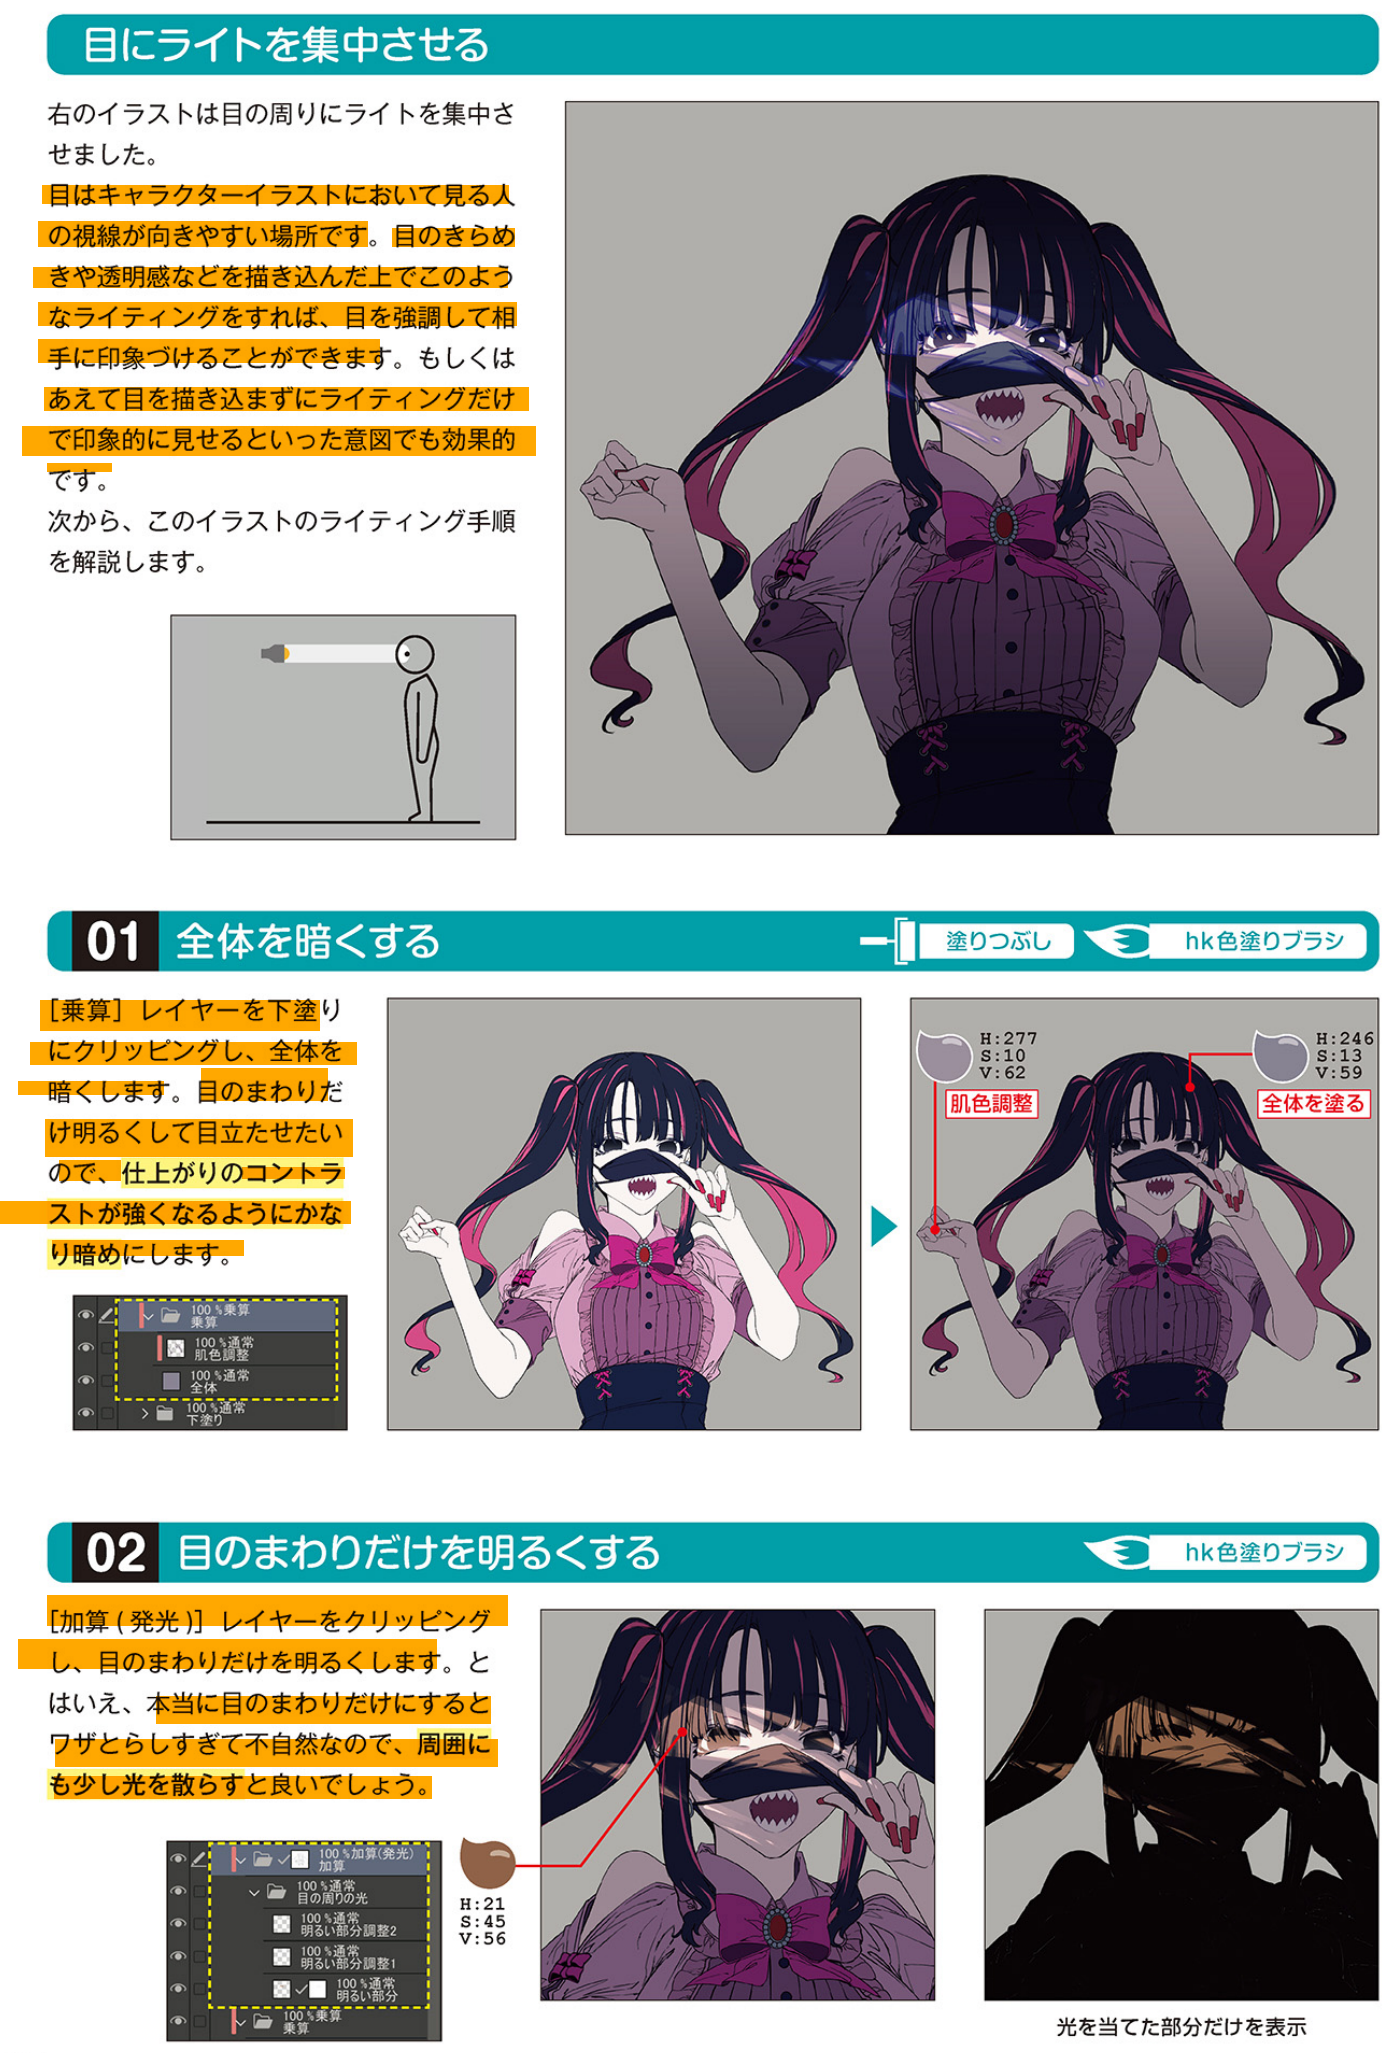 目にライトを集中させる
右のイラストは目の周りにライトを集中さ
せました。
目はキャラクターイラストにおいて見る人
の視線が向きやすい場所です。目のきらめ
きや透明感などを描き込んだ上でこのよう
なライティングをすれば、目を強調して相
手に印象づけることができます。もしくは
あえて目を描き込まずにライティングだけ
で印象的に見せるといった意図でも効果的
です。
次から、このイラストのライティング手順
を解説します。
01 全体を暗くする
塗りつぶし
hk色塗りブラシ
［乗算］レイヤーを下塗り
にクリッピングし、全体を
暗くします。目のまわりだ
け明るくして目立たせたい
ので、仕上がりのコントラ
ストが強くなるようにかな
り暗めにします。
100 %乗算
乗算
100 %通常
肌色調整
100 %通常
全体
100 %通常
下塗り
H:277
S:10
V:62
肌色調整
H:246
S:13
V:59
全体を塗る
02 目のまわりだけを明るくする
hk色塗りブラシ
［加算(発光)］レイヤーをクリッピング
し、目のまわりだけを明るくします。と
はいえ、本当に目のまわりだけにすると
ワザとらしすぎて不自然なので、周囲に
も少し光を散らすと良いでしょう。
100 %加算(発光)
加算
100 %通常
目の周りの光
100 %通常
明るい部分調整2
100 %通常
明るい部分調整1
100 %通常
明るい部分
100 %乗算
乗算
H:21
S:45
V:56
光を当てた部分だけを表示